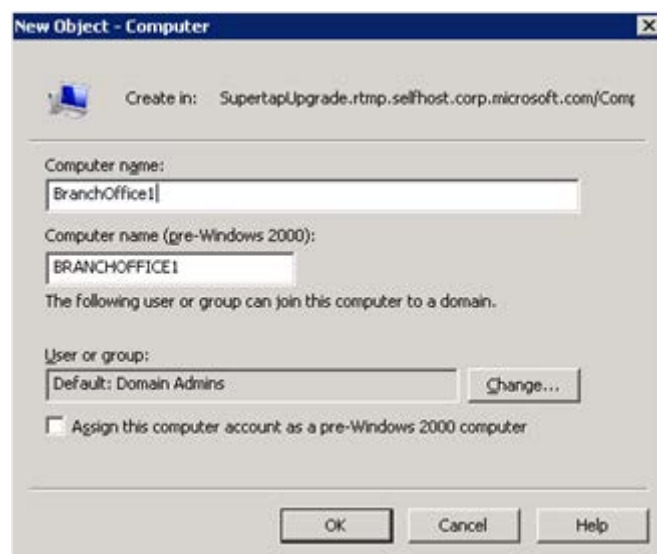 New Object - Computer
Create in: SupertapUpgrade.rtmp.selfhost.corp.microsoft.com/Comp
Computer name:
BranchOffice1
Computer name (pre-Windows 2000):
BRANCHOFFICE1
The following user or group can join this computer to a domain.
User or group:
Default: Domain Admins
Change...
Assign this computer account as a pre-Windows 2000 computer
OK Cancel Help